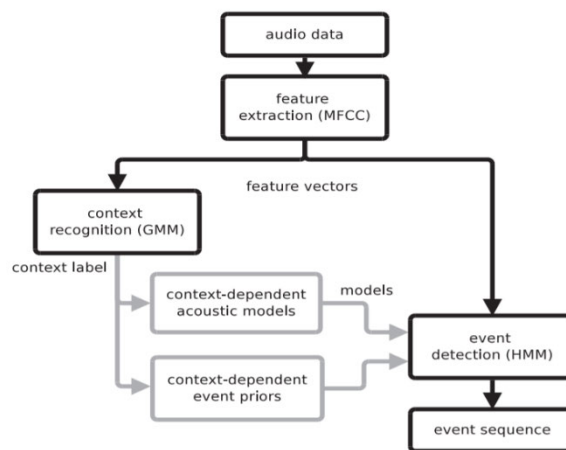 audio data
feature
extraction (MFCC)
feature vectors
context
recognition (GMM)
context label
context-dependent
acoustic models
models
event
detection (HMM)
context-dependent
event priors
event sequence